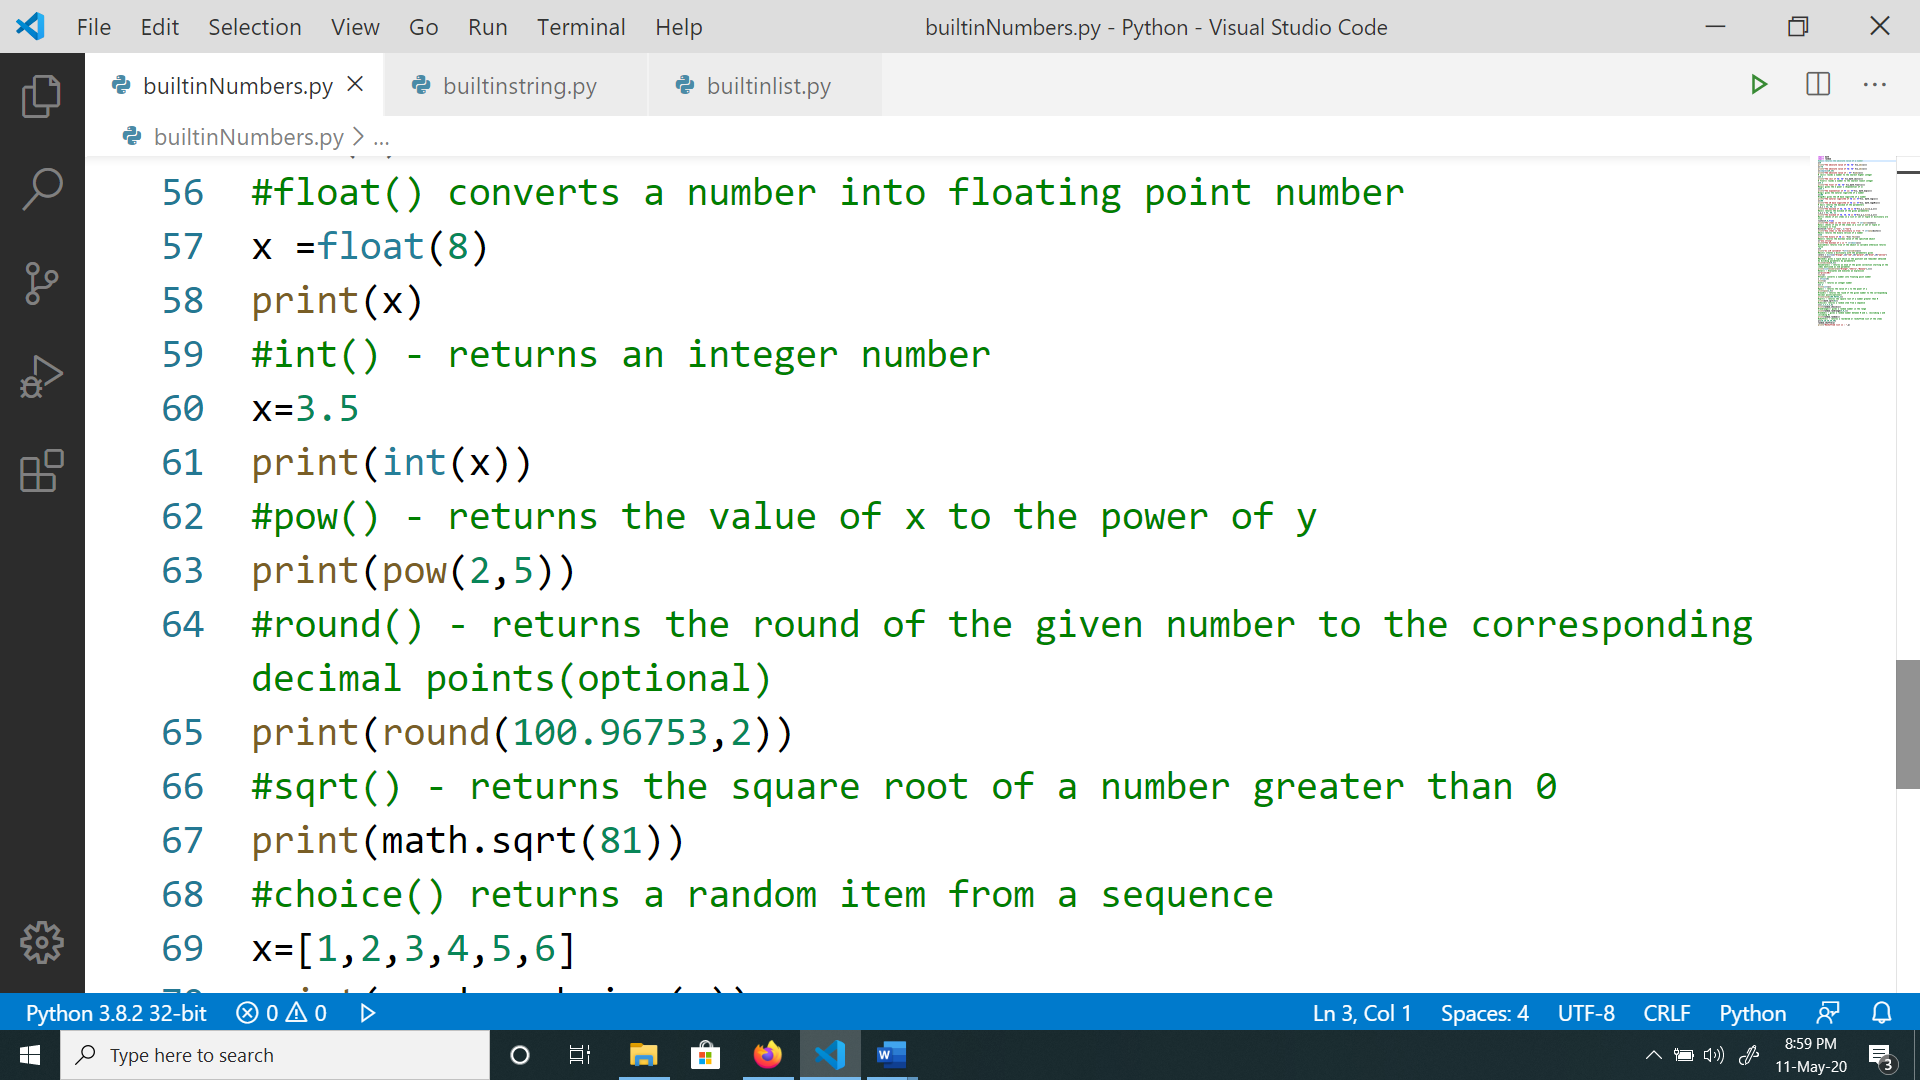 File Edit Selection View Go Run Terminal Help builtinNumbers.py - Python - Visual Studio Code
builtinNumbers.py builtinstring.py builtinlist.py
builtinNumbers.py > ...
56 #float() converts a number into floating point number
57 x =float(8)
58 print(x)
59 #int() - returns an integer number
60 x=3.5
61 print(int(x))
62 #pow() - returns the value of x to the power of y
63 print(pow(2,5))
64 #round() - returns the round of the given number to the corresponding
decimal points(optional)
65 print(round(100.96753,2))
66 #sqrt() - returns the square root of a number greater than 0
67 print(math.sqrt(81))
68 #choice() returns a random item from a sequence
69 x=[1,2,3,4,5,6]
Python 3.8.2 32-bit 0 0 Ln 3, Col 1 Spaces: 4 UTF-8 CRLF Python
Type here to search
8:59 PM
11-May-20
3